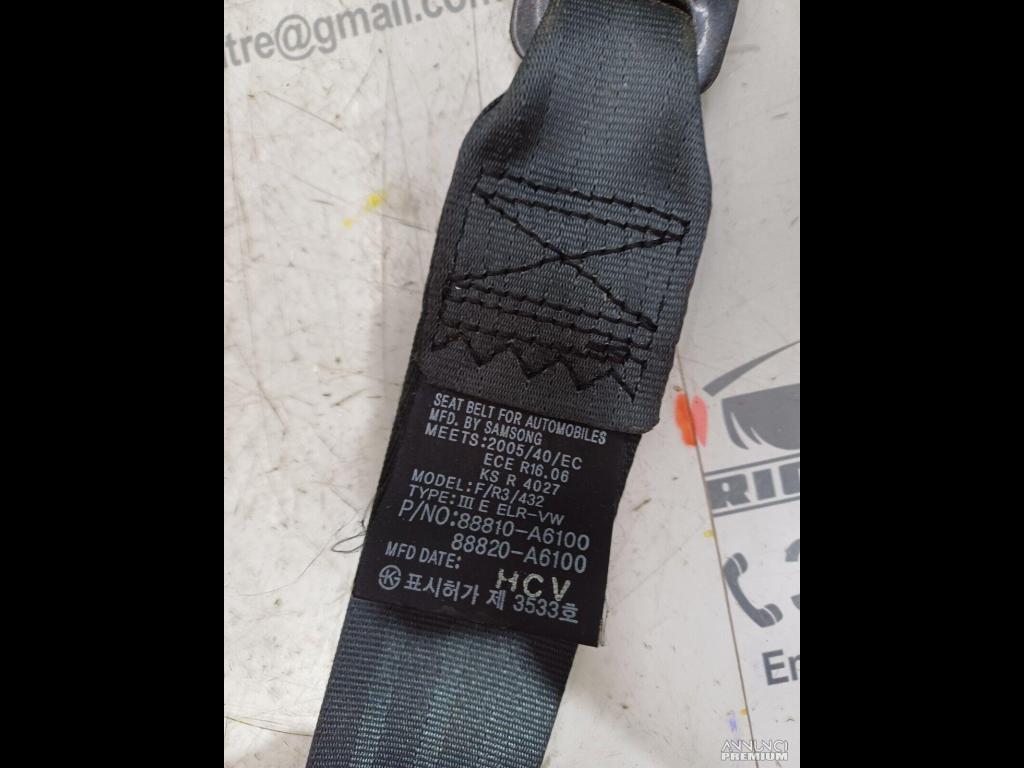 tre@gmail.com
SEAT BELT FOR AUTOMOBILES
MFD. BY SAMSONG
MEETS:2005/40/EC
ECE R16.06
KS R 4027
MODEL:F/R3/432
TYPE:III E ELR-VW
P/NO:88810-A6100
88820-A6100
MFD DATE:
HCV
표시허가 제 3533호
RI
ANNUNCI
PREMIUM